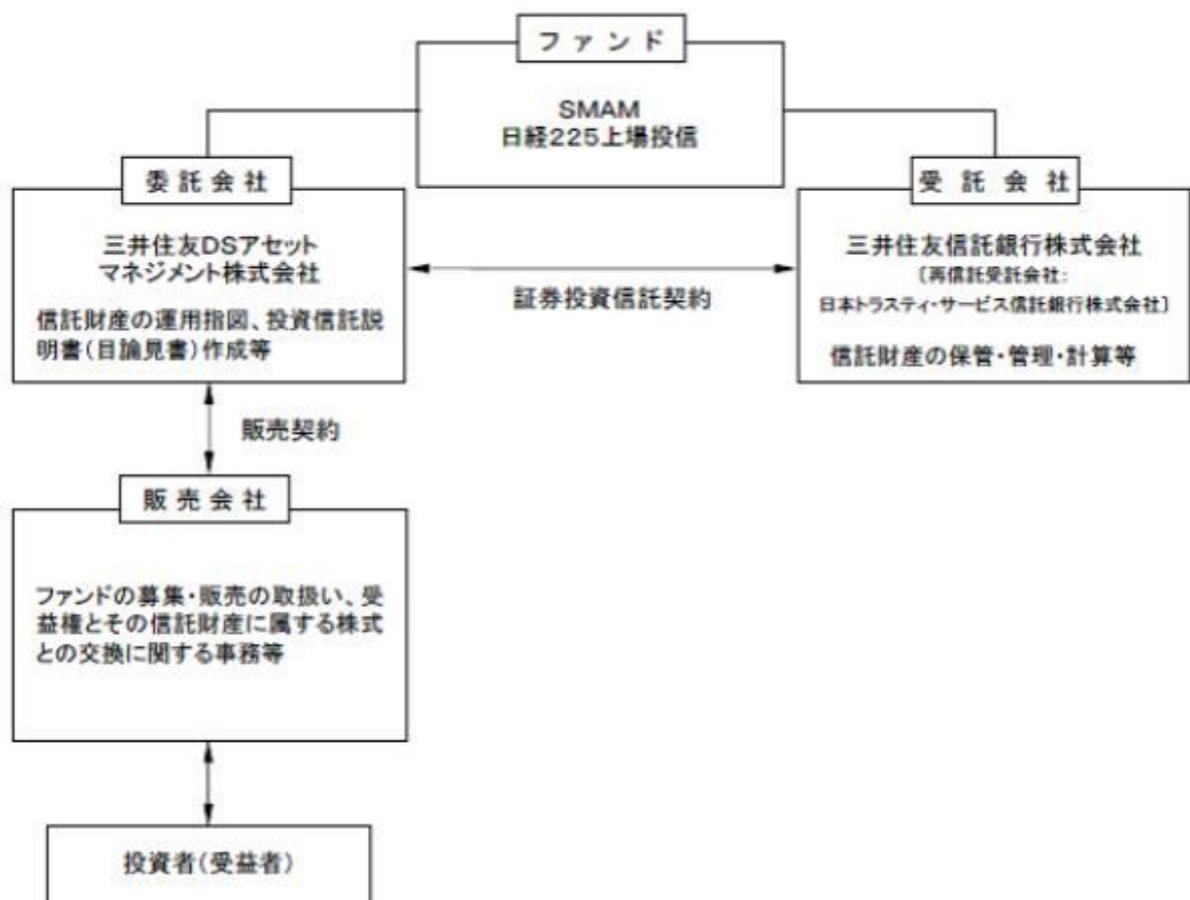 ファンド
SMAM
日経225上場投信
委託会社
三井住友DSアセット
マネジメント株式会社
信託財産の運用指図、投資信託説
明書(目論見書)作成等
証券投資信託契約
受託会社
三井住友信託銀行株式会社
〔再信託受託会社:
日本トラスティ・サービス信託銀行株式会社〕
信託財産の保管・管理・計算等
販売契約
販売会社
ファンドの募集・販売の取扱い、受
益権とその信託財産に属する株式
との交換に関する事務等
投資者(受益者)